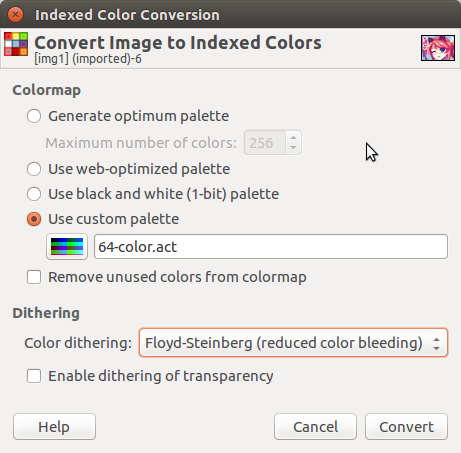 Indexed Color Conversion
Convert Image to Indexed Colors
[img1] (imported)-6
Colormap
Generate optimum palette
Maximum number of colors: 256
Use web-optimized palette
Use black and white (1-bit) palette
Use custom palette
64-color.act
Remove unused colors from colormap
Dithering
Color dithering: Floyd-Steinberg (reduced color bleeding)
Enable dithering of transparency
Help Cancel Convert